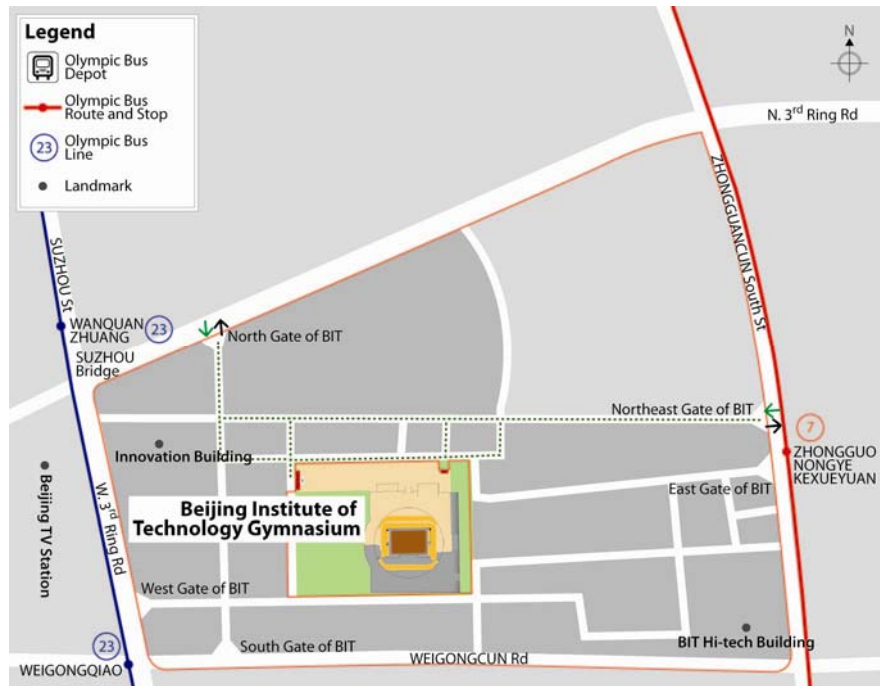 Legend
Olympic Bus
Depot
Olympic Bus
Route and Stop
23
Olympic Bus
Line
Landmark
N
N. 3rd Ring Rd
ZHONGGUANCUN South St
SUZHOU St
WANQUAN
ZHUANG
23
SUZHOU
Bridge
North Gate of BIT
Northeast Gate of BIT
7
ZHONGGUO
NONGYE
KEXUEYUAN
Innovation Building
East Gate of BIT
Beijing TV Station
W. 3rd Ring Rd
Beijing Institute of
Technology Gymnasium
West Gate of BIT
South Gate of BIT
BIT Hi-tech Building
23
WEIGONGQIAO
WEIGONGCUN Rd